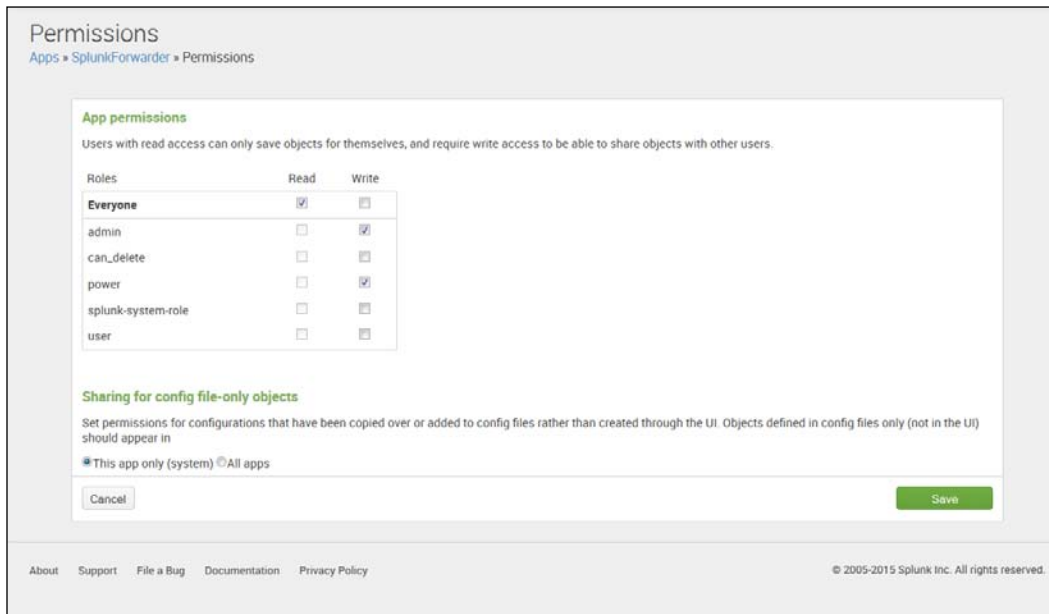 Permissions
Apps » SplunkForwarder » Permissions
App permissions
Users with read access can only save objects for themselves, and require write access to be able to share objects with other users.
Roles Read Write
Everyone
admin
can_delete
power
splunk-system-role
user
Sharing for config file-only objects
Set permissions for configurations that have been copied over or added to config files rather than created through the UI. Objects defined in config files only (not in the UI)
should appear in
This app only (system) All apps
Cancel Save
About Support File a Bug Documentation Privacy Policy © 2005-2015 Splunk Inc. All rights reserved.